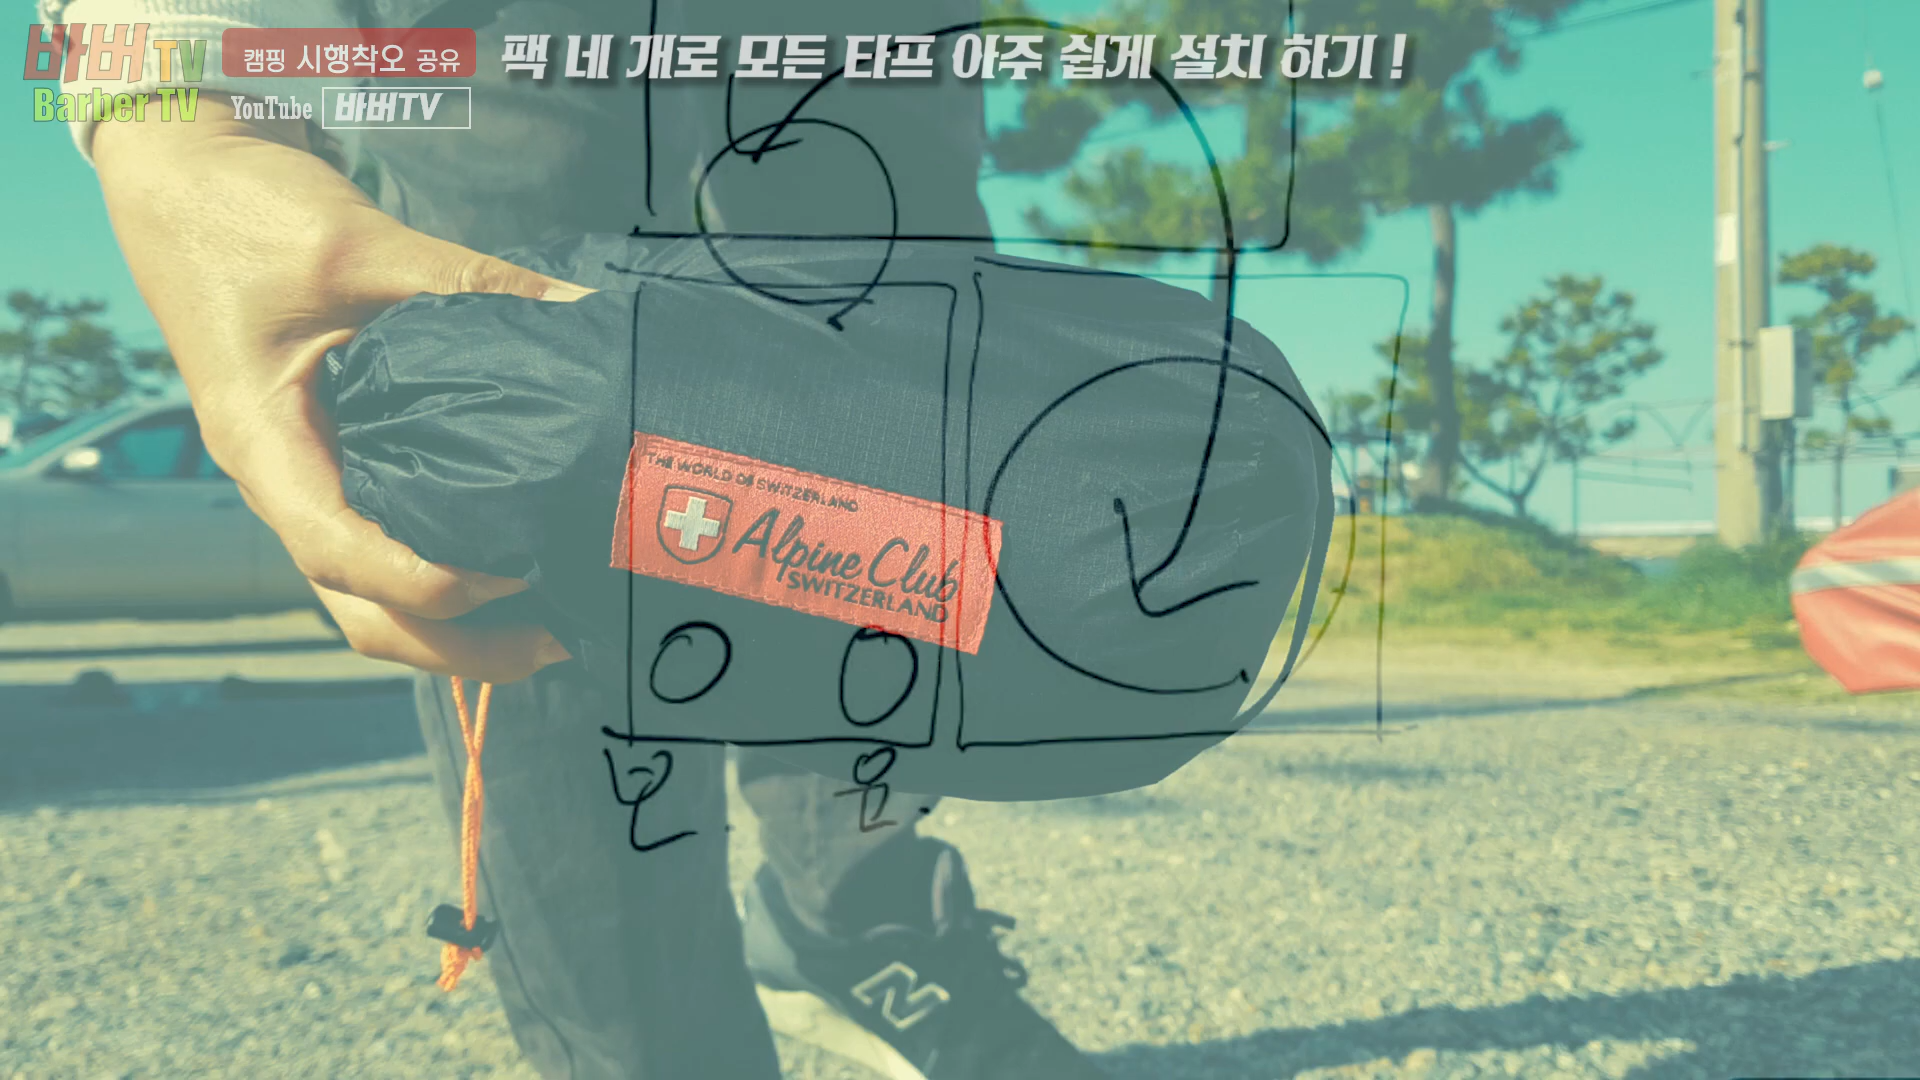 바버TV
Barber TV
캠핑 시행착오 공유
YouTube 바버TV
팩 네 개로 모든 타프 아주 쉽게 설치 하기 !
THE WORLD OF SWITZERLAND
Alpine Club
SWITZERLAND
N